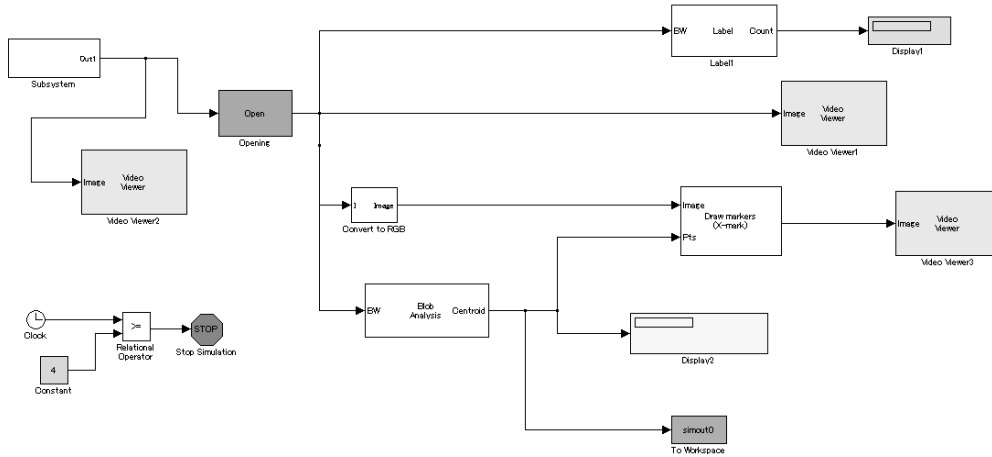 BW Label Count
Label1
Display1
Out1
Subsystem
Open
Opening
Image Video
Viewer
Video Viewer1
Image Video
Viewer
Video Viewer2
I Image
Convert to RGB
Image
Draw markers
(X-mark)
Pts
Image Video
Viewer
Video Viewer3
BW Blob
Analysis Centroid
Display2
Clock
>=
Relational
Operator
STOP
Stop Simulation
4
Constant
simout0
To Workspace